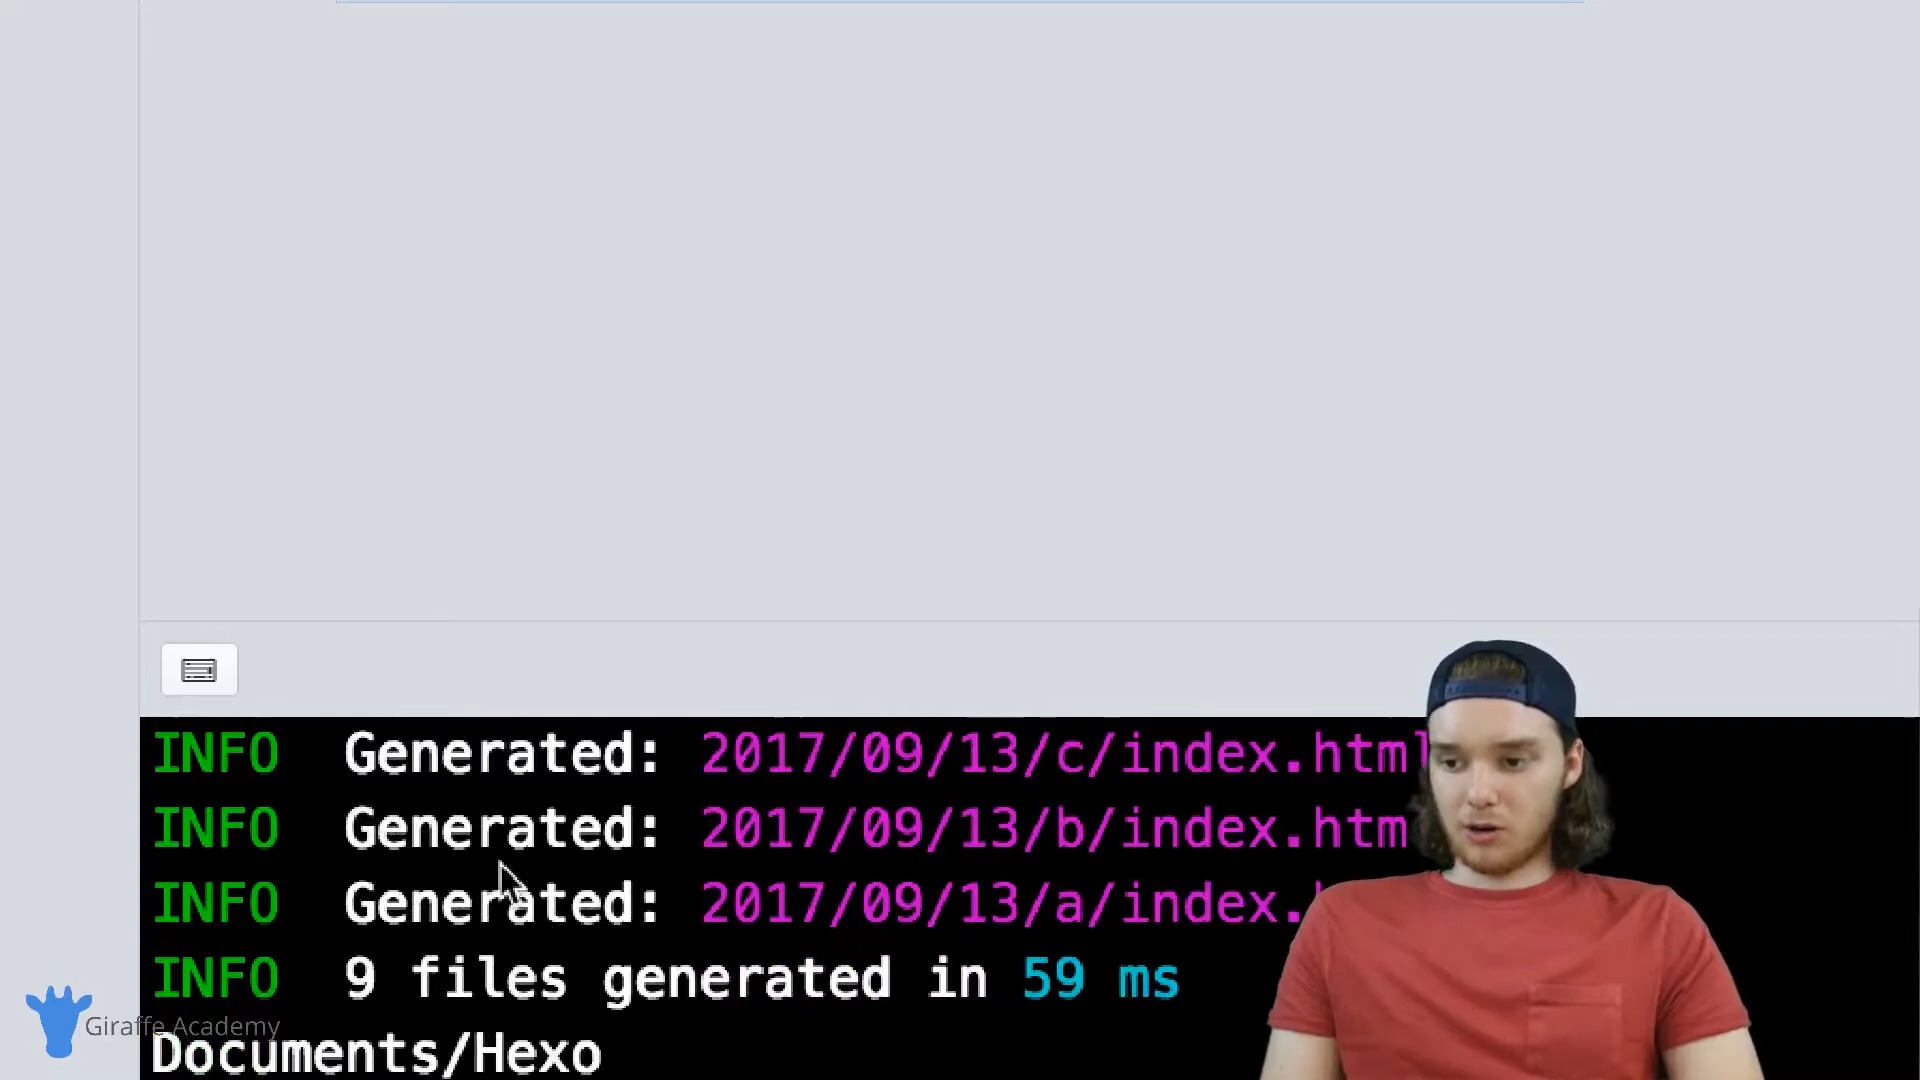 INFO Generated: 2017/09/13/c/index.html
INFO Generated: 2017/09/13/b/index.htm
INFO Generated: 2017/09/13/a/index.
INFO 9 files generated in 59 ms
Giraffe Academy
Documents/Hexo